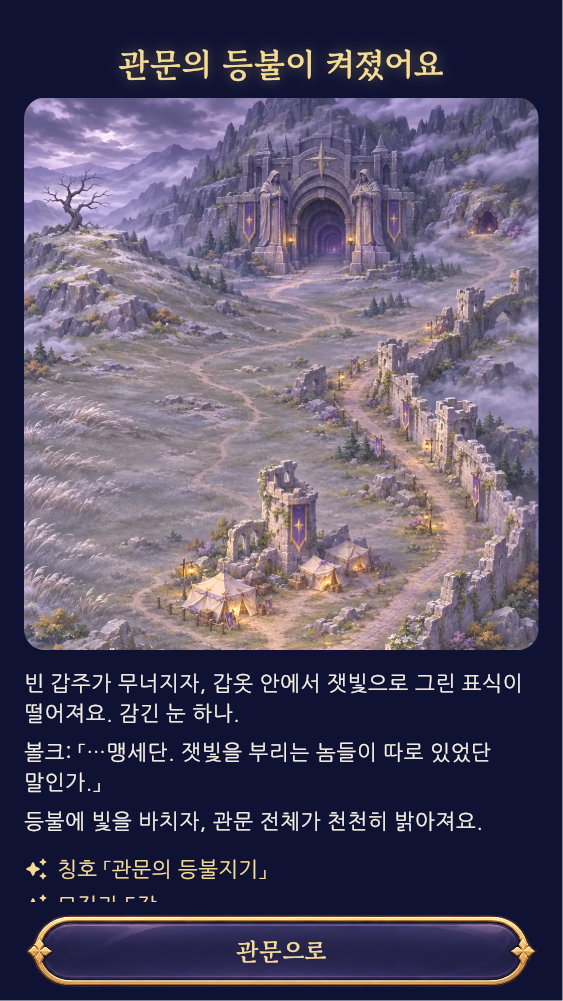 관문의 등불이 켜졌어요
빈 갑주가 무너지자, 갑옷 안에서 잿빛으로 그린 표식이
떨어져요. 감긴 눈 하나.
볼크: 「…맹세단. 잿빛을 부리는 놈들이 따로 있었단
말인가.」
등불에 빛을 바치자, 관문 전체가 천천히 밝아져요.
칭호 「관문의 등불지기」
관문으로